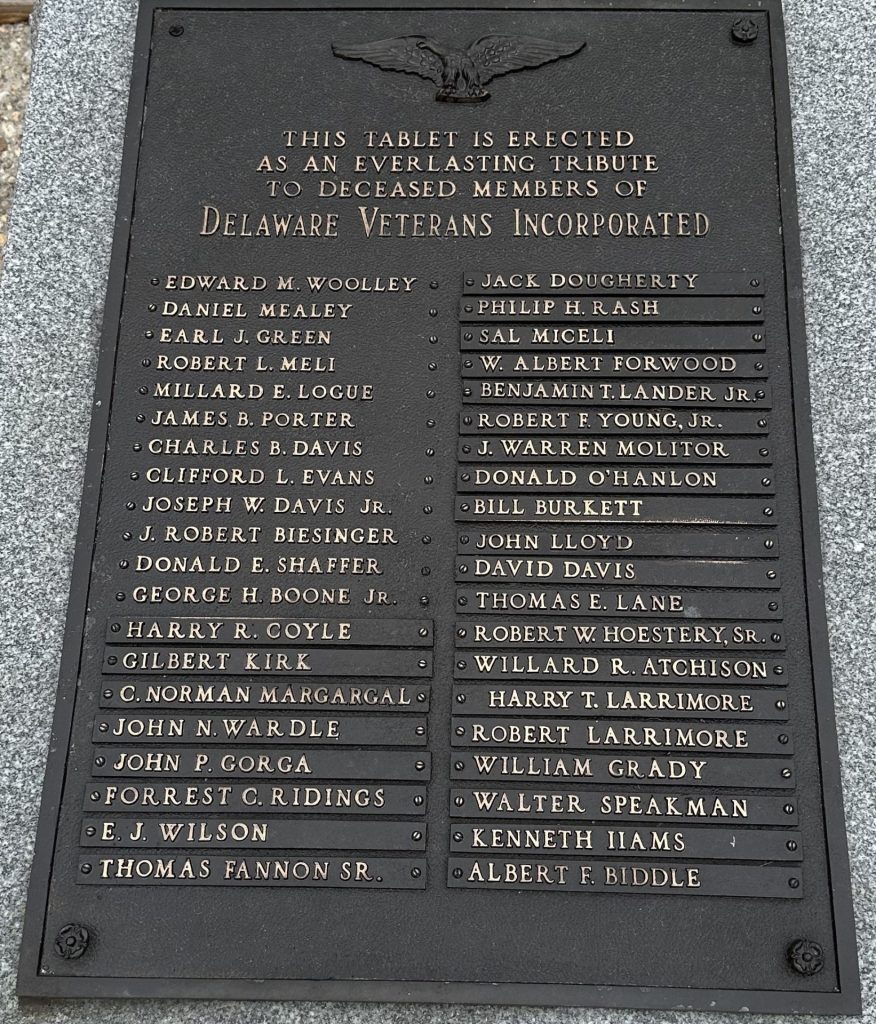 THIS TABLET IS ERECTED
AS AN EVERLASTING TRIBUTE
TO DECEASED MEMBERS OF
DELAWARE VETERANS INCORPORATED
EDWARD M. WOOLLEY
DANIEL MEALEY
EARL J. GREEN
ROBERT L. MELI
MILLARD E. LOGUE
JAMES B. PORTER
CHARLES B. DAVIS
CLIFFORD L. EVANS
JOSEPH W. DAVIS JR.
J. ROBERT BIESINGER
DONALD E. SHAFFER
GEORGE H. BOONE JR.
HARRY R. COYLE
GILBERT KIRK
C. NORMAN MARGARGAL
JOHN N. WARDLE
JOHN P. GORGA
FORREST C. RIDINGS
E. J. WILSON
THOMAS FANNON SR.
JACK DOUGHERTY
PHILIP H. RASH
SAL MICELI
W. ALBERT FORWOOD
BENJAMIN T. LANDER JR.
ROBERT F. YOUNG, JR.
J. WARREN MOLITOR
DONALD O'HANLON
BILL BURKETT
JOHN LLOYD
DAVID DAVIS
THOMAS E. LANE
ROBERT W. HOESTERY, SR.
WILLARD R. ATCHISON
HARRY T. LARRIMORE
ROBERT LARRIMORE
WILLIAM GRADY
WALTER SPEAKMAN
KENNETH IIAMS
ALBERT F. BIDDLE